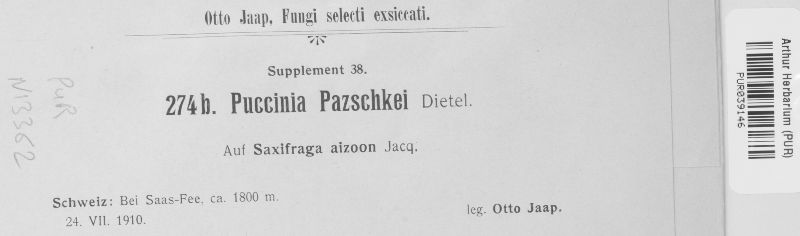 Otto Jaap, Fungi selecti exsiccati.
Supplement 38.
274 b. Puccinia Pazschkei Dietel.
Auf Saxifraga aizoon Jacq.
Schweiz: Bei Saas-Fee, ca. 1800 m.
24. VII. 1910.
leg. Otto Jaap.
PUR
N13362
Arthur Herbarium (PUR)
PUR039146